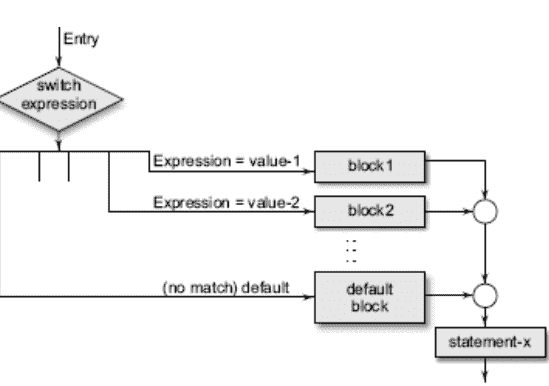 Entry
switch
expression
Expression = value-1
block1
Expression = value-2
block2
(no match) default
default
block
statement-x